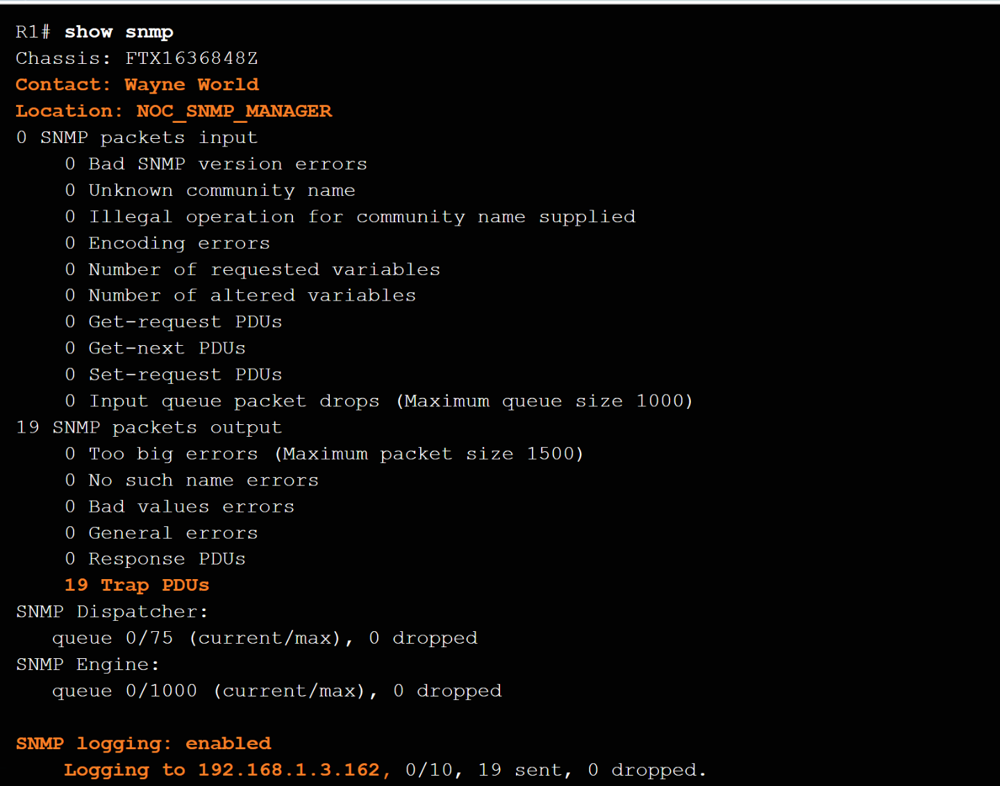 R1# show snmp
Chassis: FTX1636848Z
Contact: Wayne World
Location: NOC_SNMP_MANAGER
0 SNMP packets input
0 Bad SNMP version errors
0 Unknown community name
0 Illegal operation for community name supplied
0 Encoding errors
0 Number of requested variables
0 Number of altered variables
0 Get-request PDUs
0 Get-next PDUs
0 Set-request PDUs
0 Input queue packet drops (Maximum queue size 1000)
19 SNMP packets output
0 Too big errors (Maximum packet size 1500)
0 No such name errors
0 Bad values errors
0 General errors
0 Response PDUs
19 Trap PDUs
SNMP Dispatcher:
queue 0/75 (current/max), 0 dropped
SNMP Engine:
queue 0/1000 (current/max), 0 dropped
SNMP logging: enabled
Logging to 192.168.1.3.162, 0/10, 19 sent, 0 dropped.